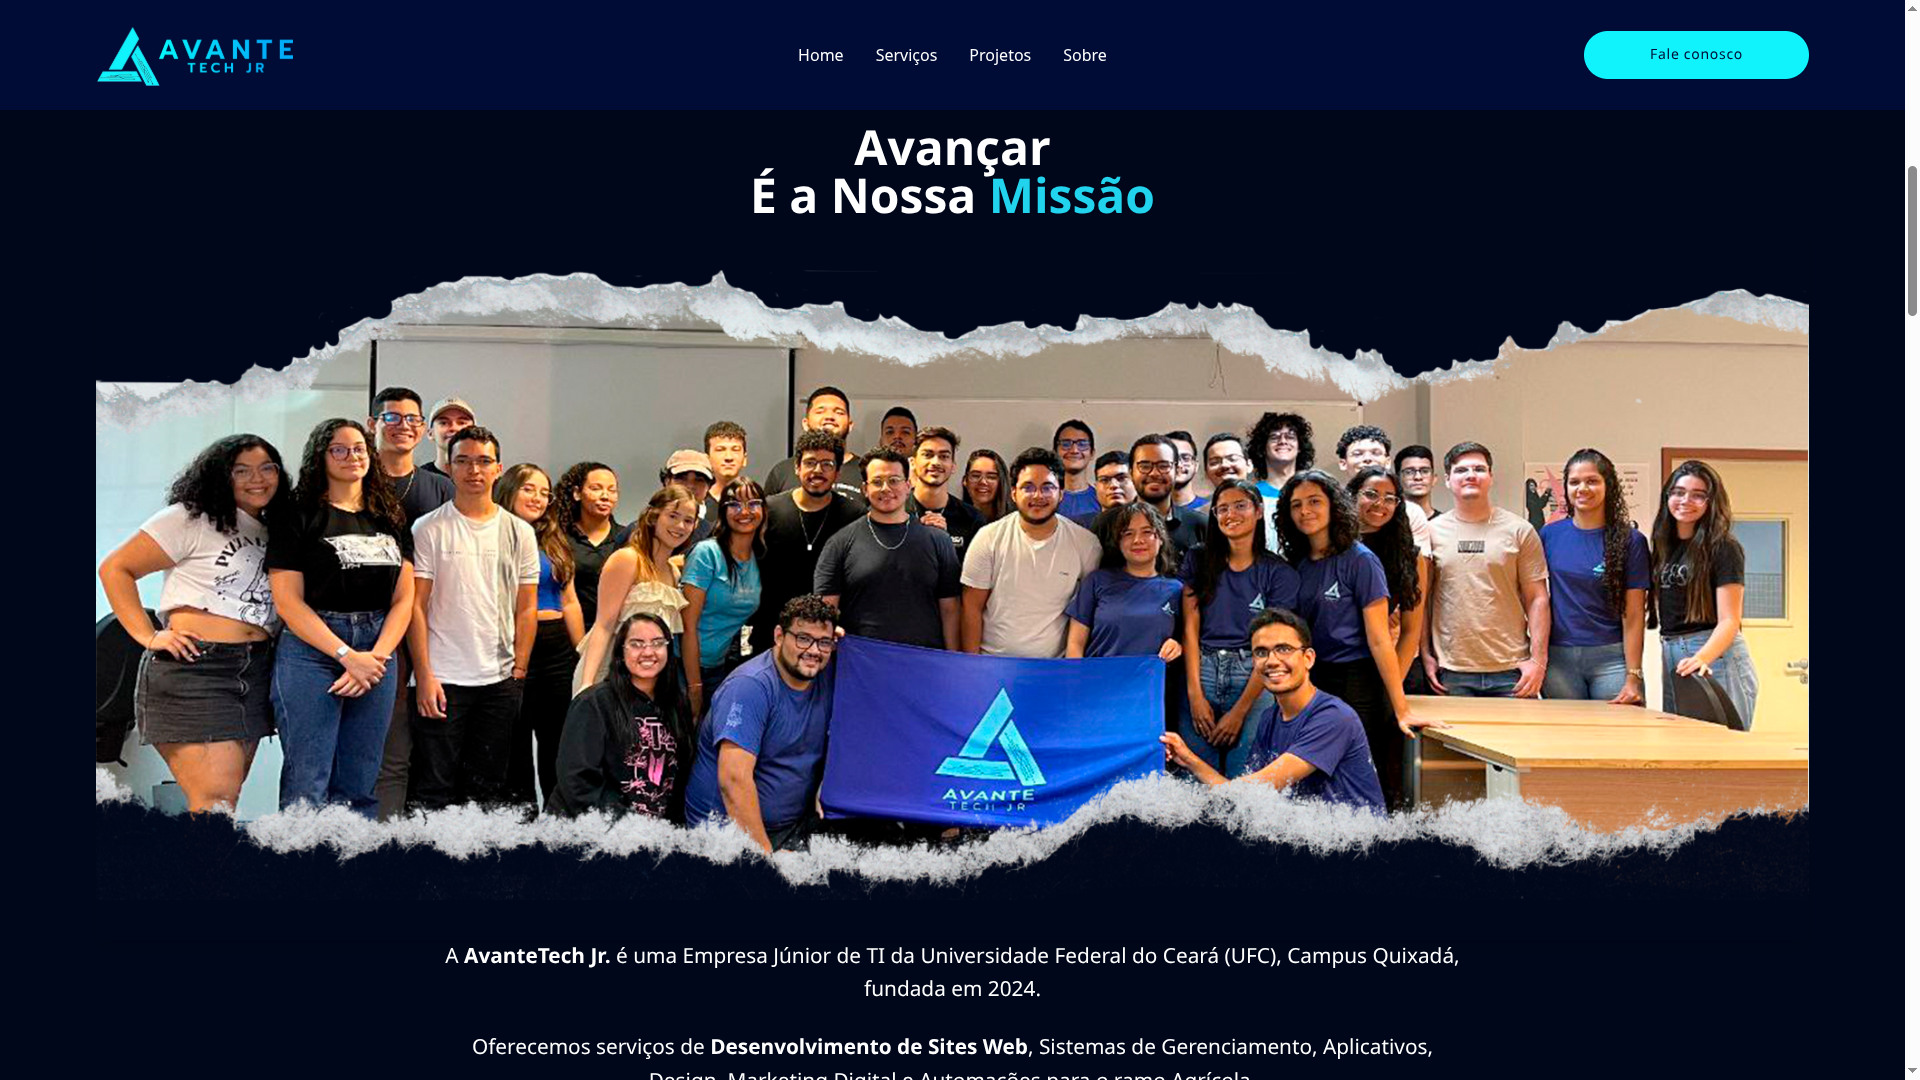 AVANTE
TECH JR
Home Serviços Projetos Sobre
Fale conosco
Avançar
É a Nossa Missão
AVANTE
TECH JR
A AvanteTech Jr. é uma Empresa Júnior de TI da Universidade Federal do Ceará (UFC), Campus Quixadá,
fundada em 2024.
Oferecemos serviços de Desenvolvimento de Sites Web, Sistemas de Gerenciamento, Aplicativos,
Design, Marketing Digital e Automações para o ramo Agrícola.